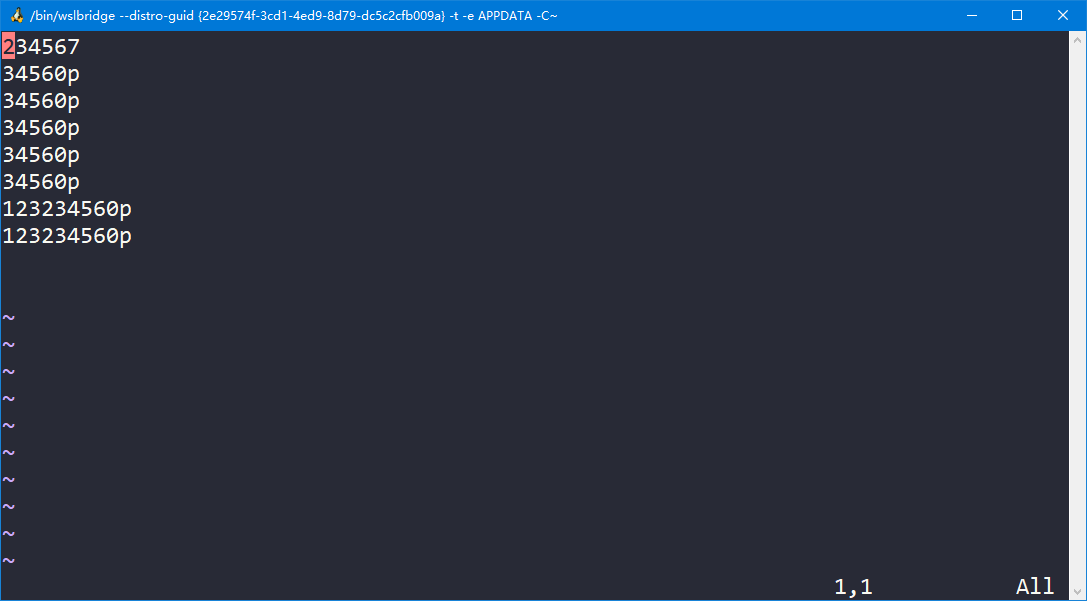 /bin/wslbridge --distro-guid {2e29574f-3cd1-4ed9-8d79-dc5c2cfb009a} -t -e APPDATA -C~
234567
34560p
34560p
34560p
34560p
34560p
123234560p
123234560p
~
~
~
~
~
~
~
~
~
~
1,1 All